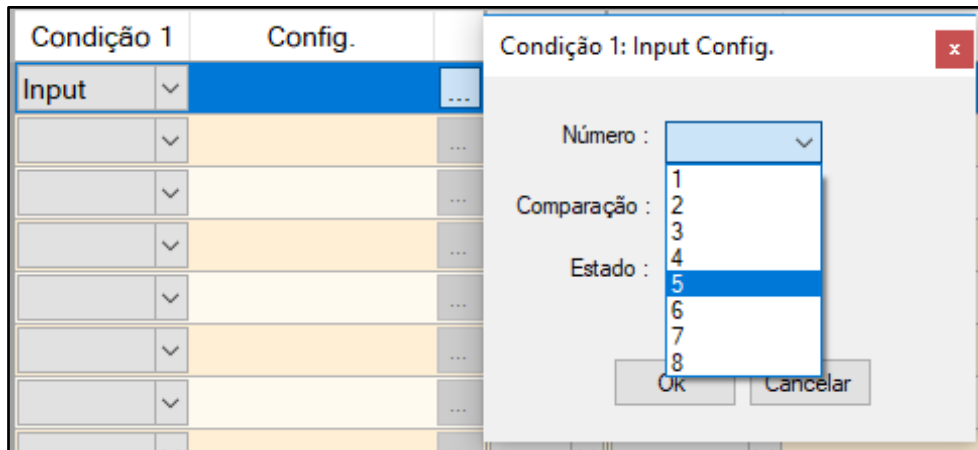 Condição 1 Config.
Input ...
...
...
...
...
...
...
Condição 1: Input Config. x
Número :
1
2
3
4
5
6
7
8
Comparação :
Estado :
Ok Cancelar